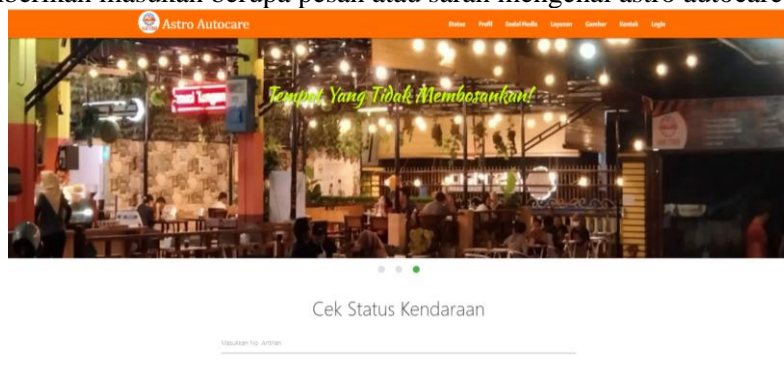 berikan masukan berupa pesan atau saran mengenai astro autocare
Astro Autocare
Status Profil Sosial Media Layanan Gambar Kontak Login
Tempat Yang Tidak Membosankan!
Cek Status Kendaraan
Masukkan No. Antrian